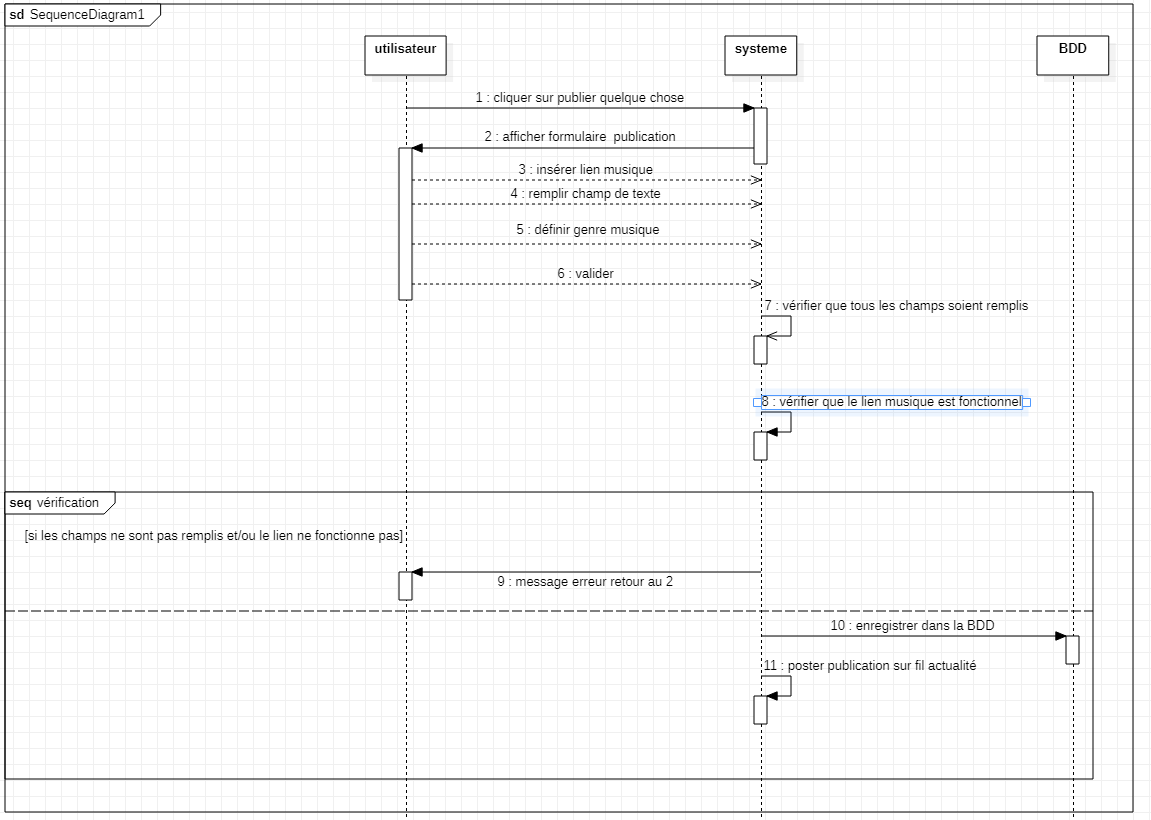 sd SequenceDiagram1
utilisateur
systeme
BDD
1 : cliquer sur publier quelque chose
2 : afficher formulaire  publication
3 : insérer lien musique
4 : remplir champ de texte
5 : définir genre musique
6 : valider
7 : vérifier que tous les champs soient remplis
8 : vérifier que le lien musique est fonctionnel
seq vérification
[si les champs ne sont pas remplis et/ou le lien ne fonctionne pas]
9 : message erreur retour au 2
10 : enregistrer dans la BDD
11 : poster publication sur fil actualité